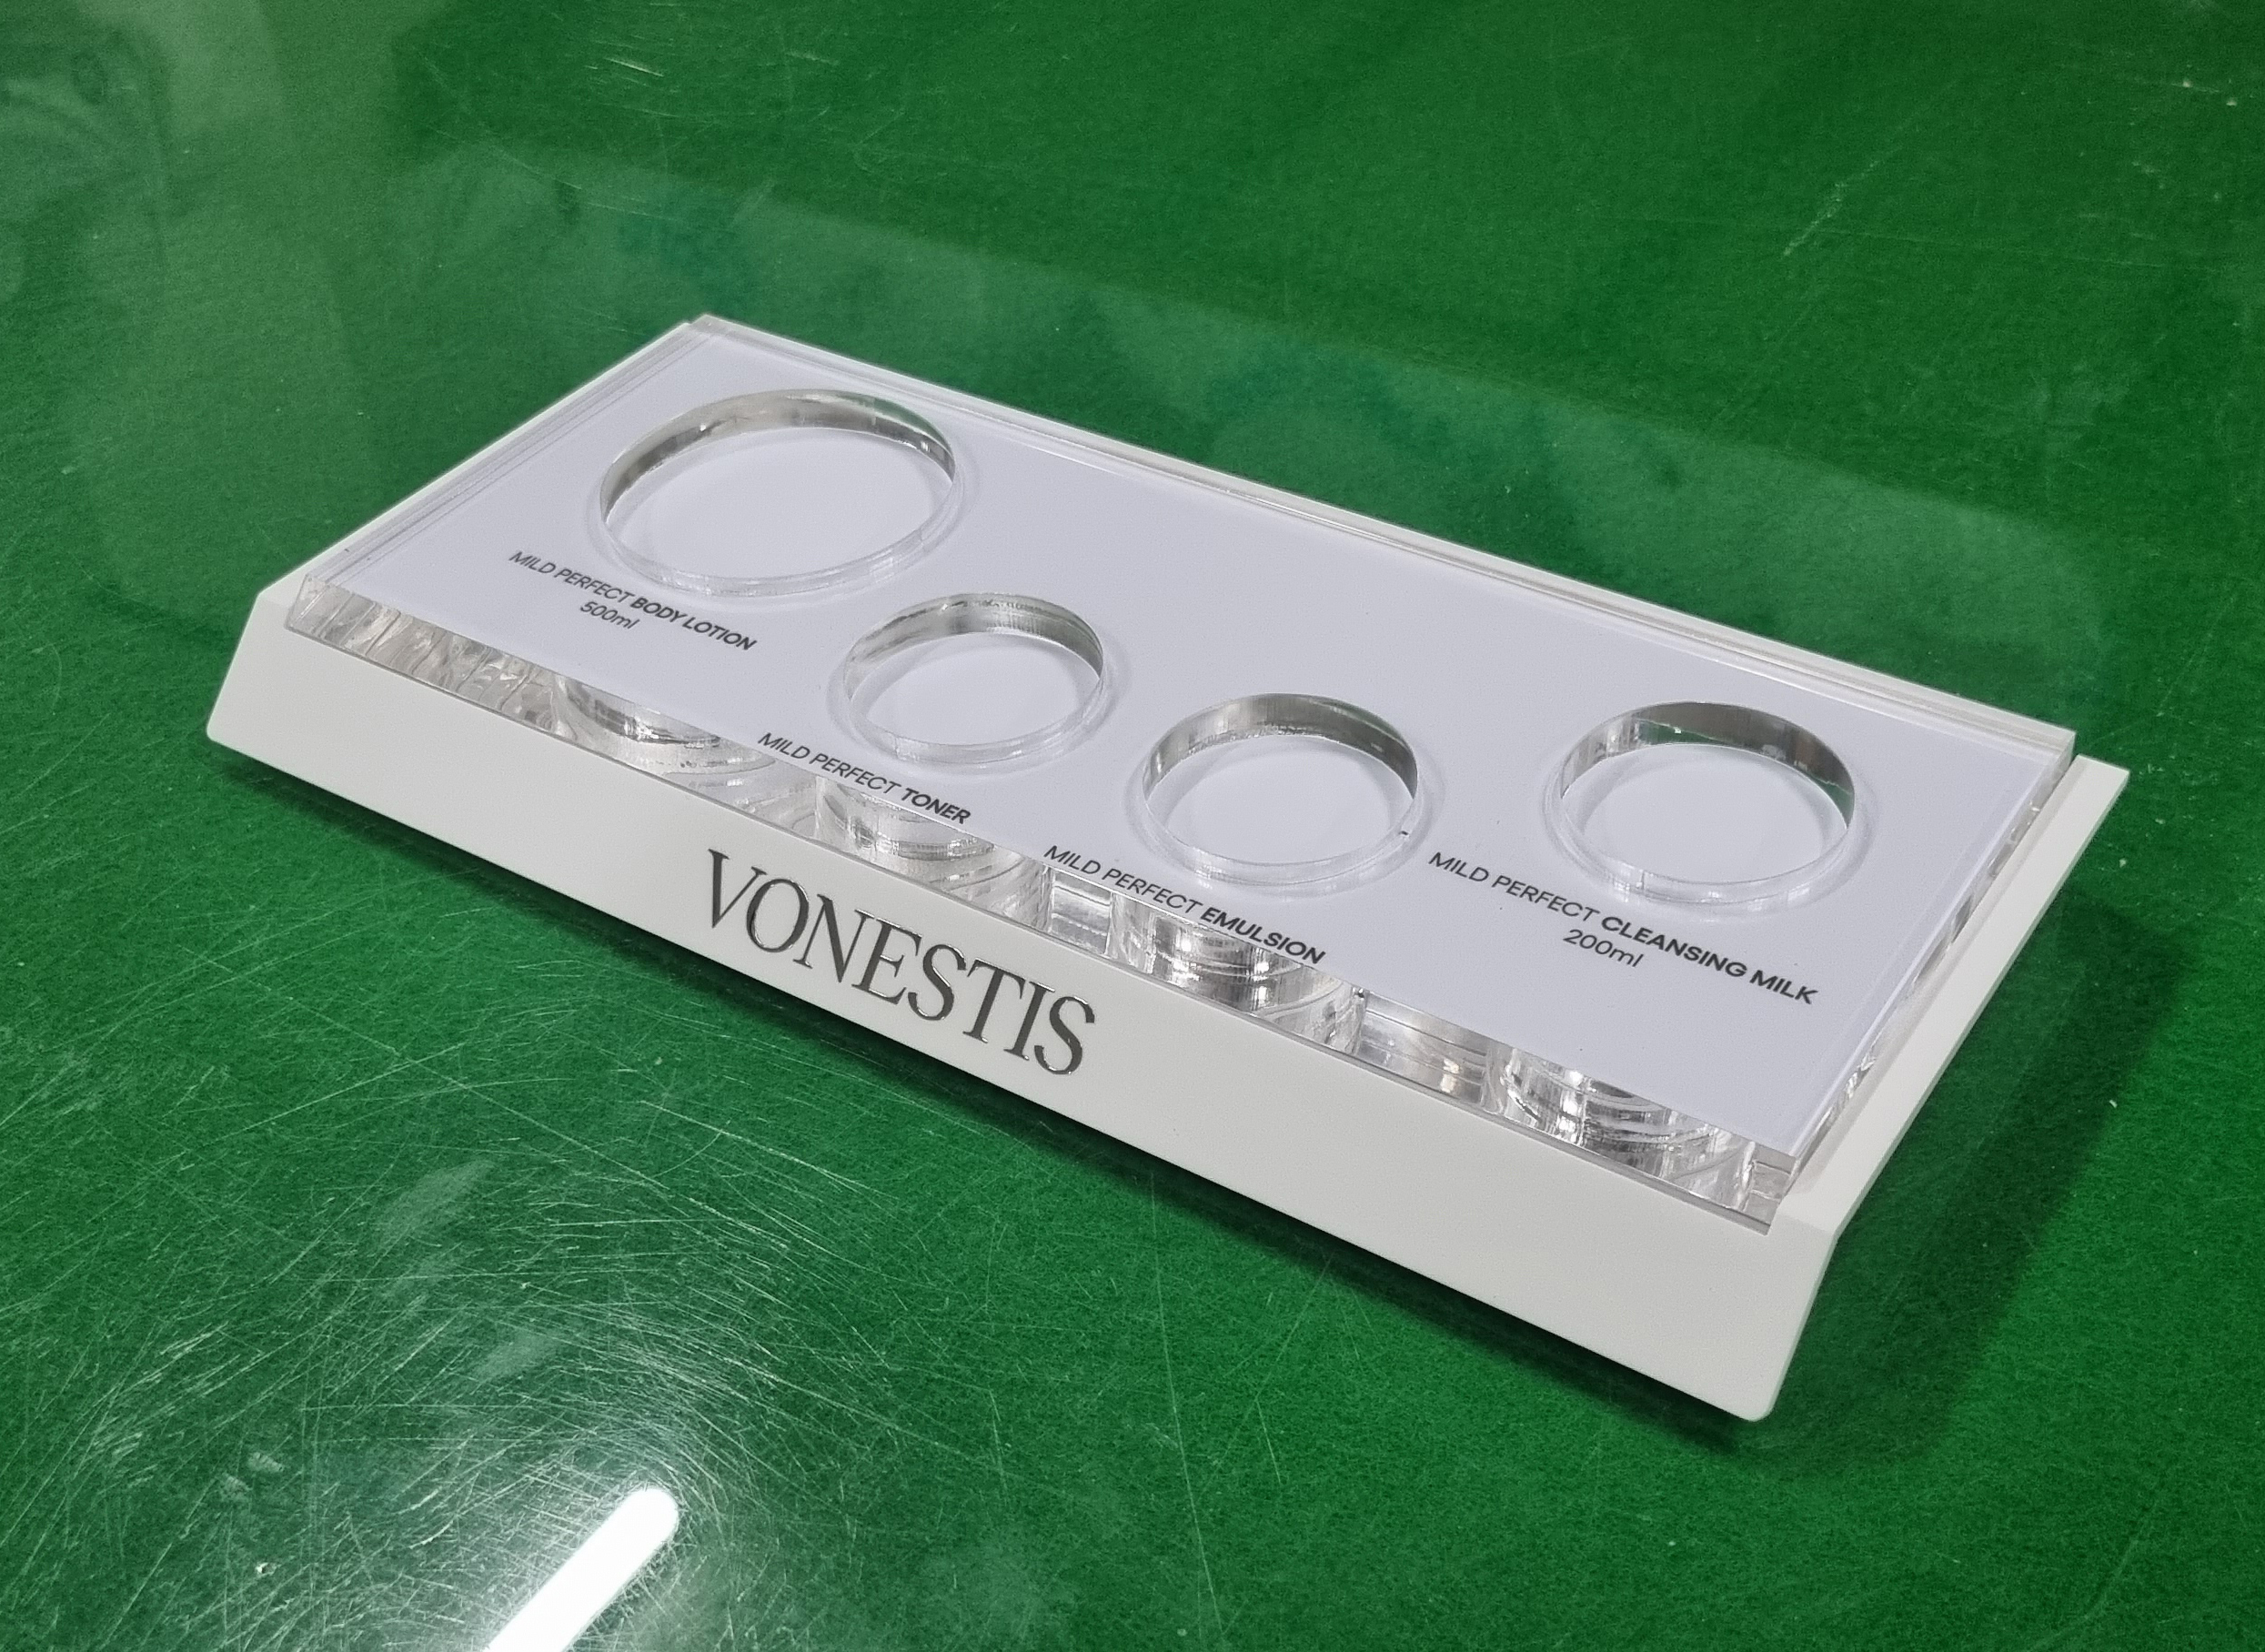 MILD PERFECT BODY LOTION
500ml
MILD PERFECT TONER
MILD PERFECT EMULSION
MILD PERFECT CLEANSING MILK
200ml
VONESTIS